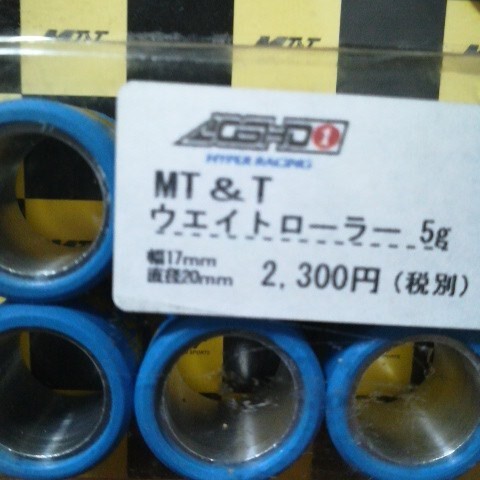 HYPER RACING
MT & T
ウエイトローラー 5g
幅17mm
直径20mm
2,300円（税別）